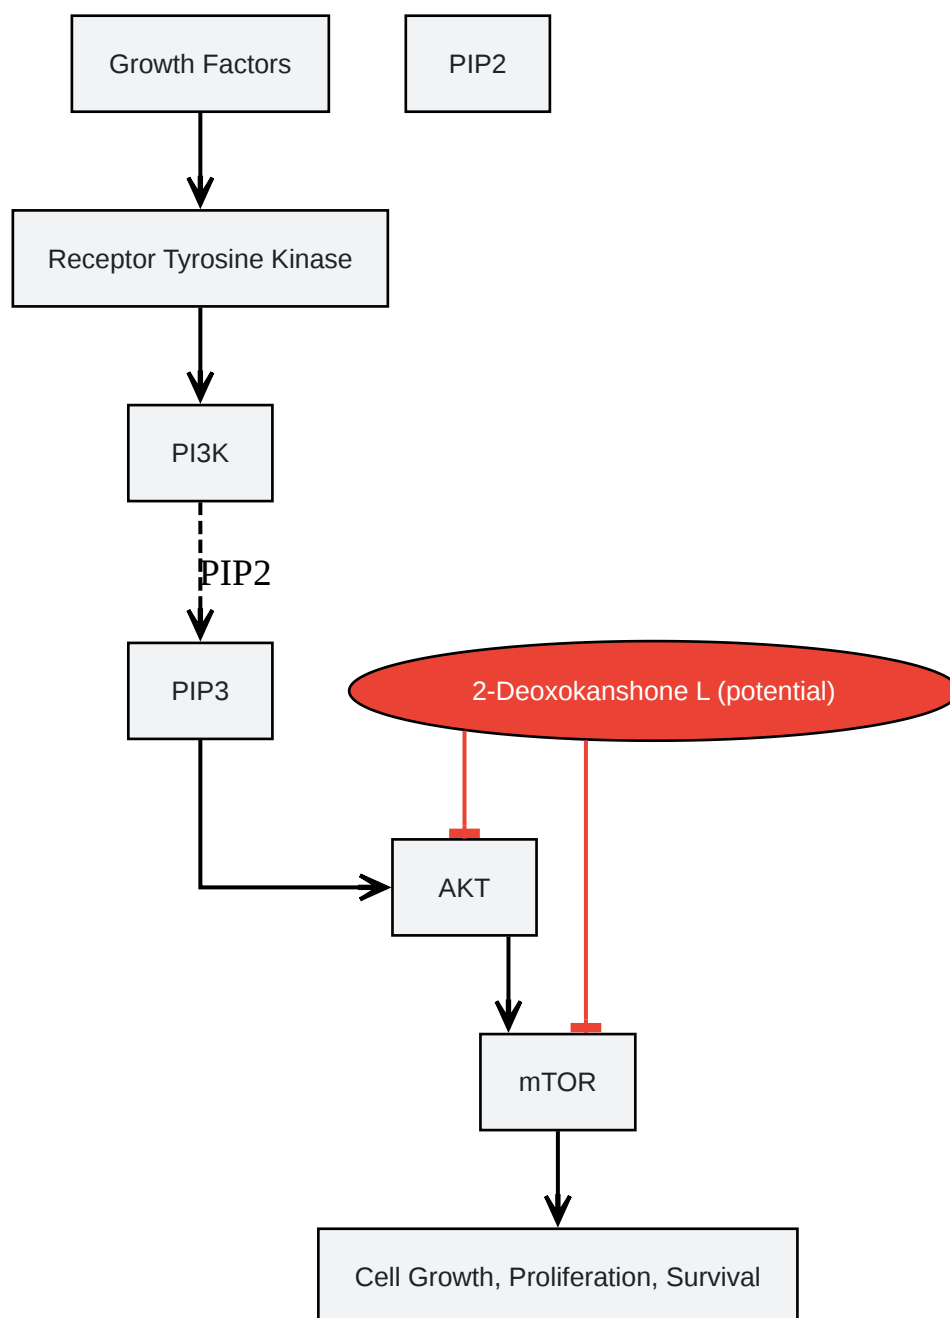 Growth Factors
PIP2
Receptor Tyrosine Kinase
PI3K
PIP2
PIP3
2-Deoxokanshone L (potential)
AKT
mTOR
Cell Growth, Proliferation, Survival